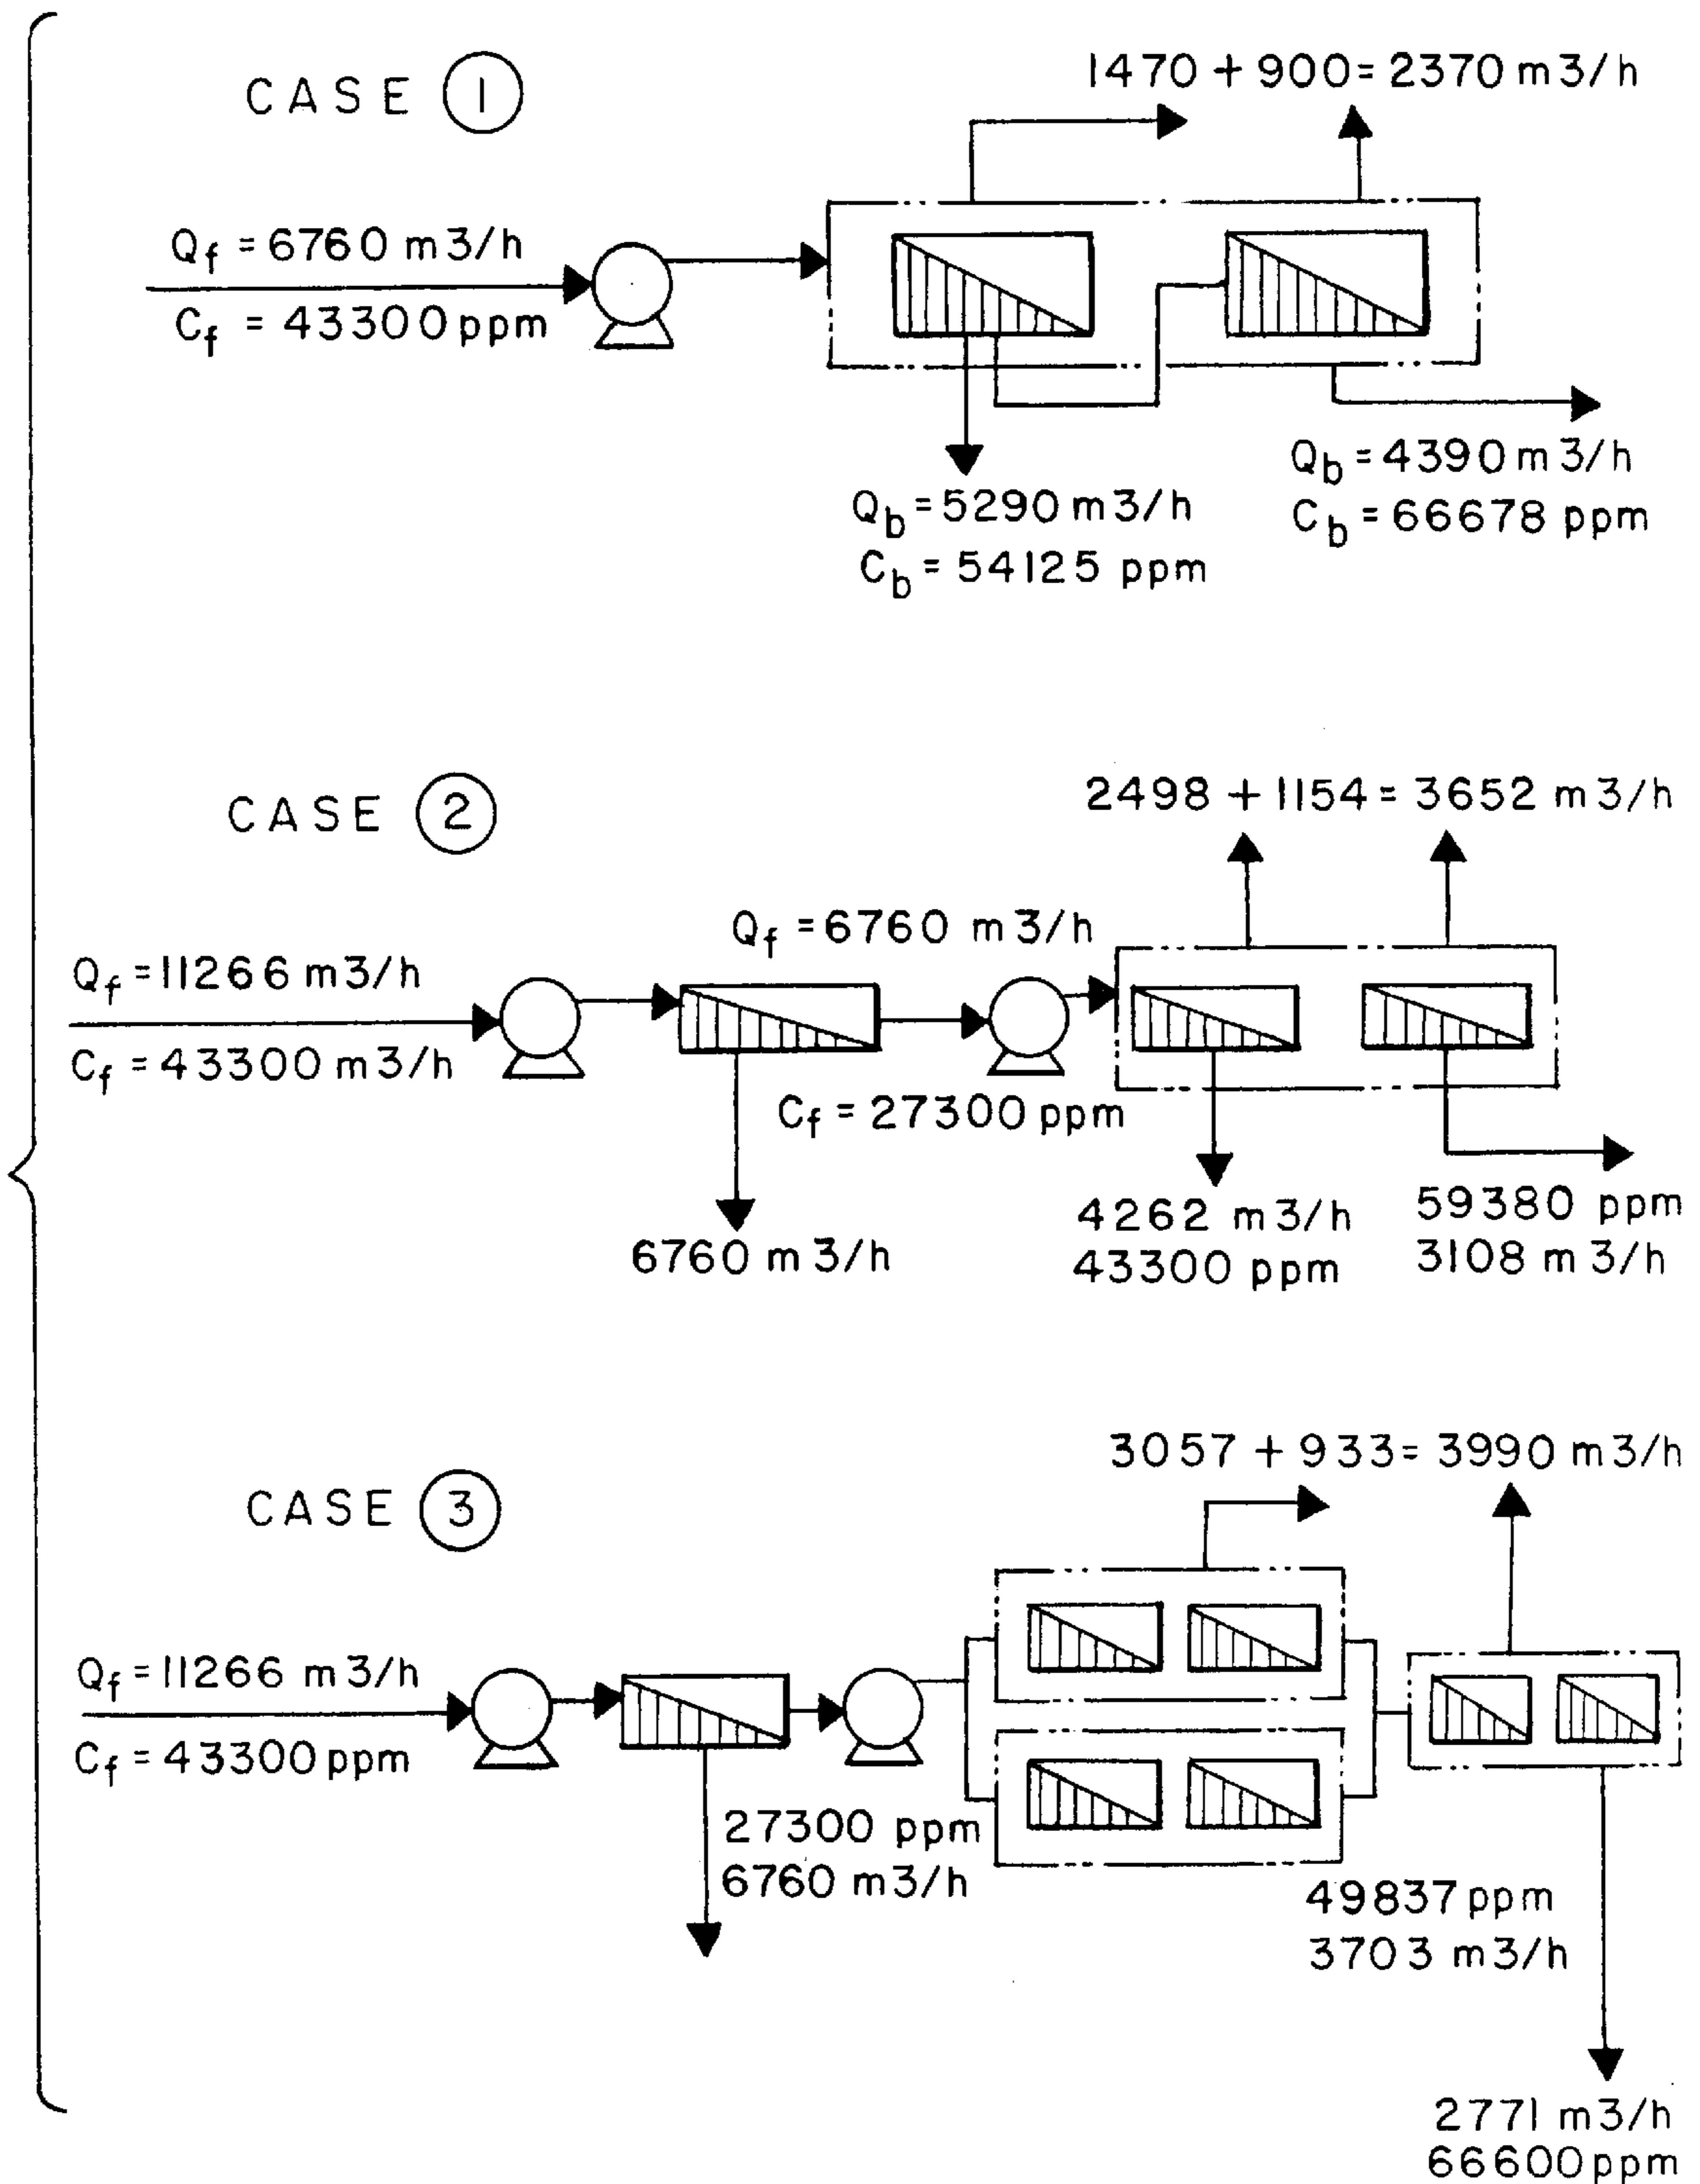 CASE 1
1470 + 900 = 2370 m3/h
Qf = 6760 m3/h
Cf = 43300 ppm
Qb = 4390 m3/h
Cb = 66678 ppm
Qb = 5290 m3/h
Cb = 54125 ppm
CASE 2
2498 + 1154 = 3652 m3/h
Qf = 6760 m3/h
Qf = 11266 m3/h
Cf = 43300 m3/h
Cf = 27300 ppm
6760 m3/h
4262 m3/h
43300 ppm
59380 ppm
3108 m3/h
CASE 3
3057 + 933 = 3990 m3/h
Qf = 11266 m3/h
Cf = 43300 ppm
27300 ppm
6760 m3/h
49837 ppm
3703 m3/h
2771 m3/h
66600 ppm